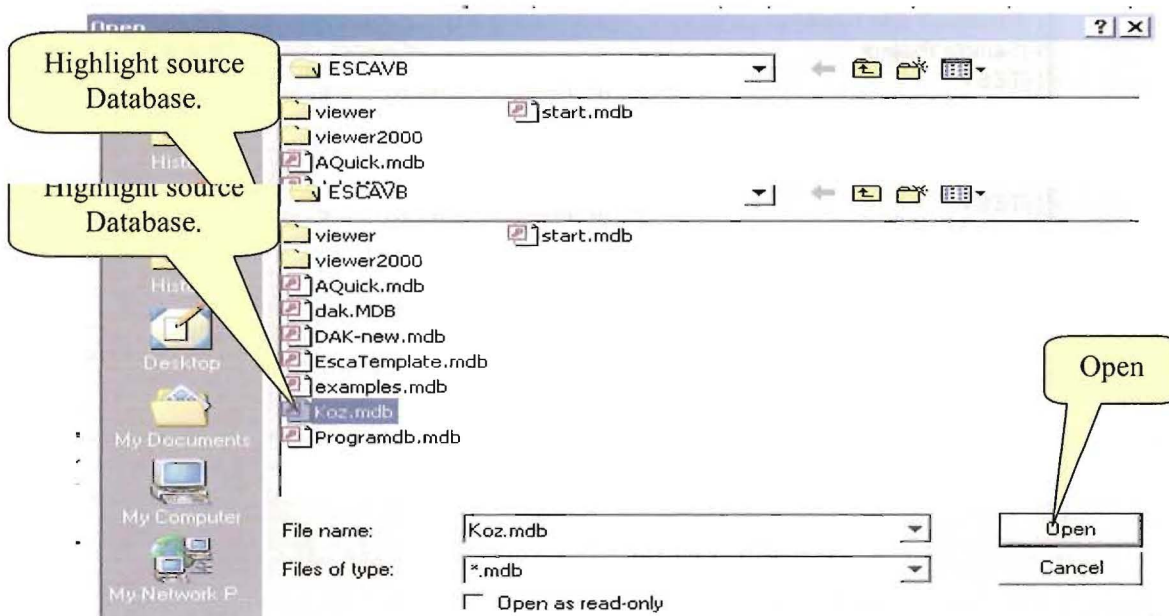 Open
Highlight source
Database.
ESCAVB
viewer
start.mdb
viewer2000
AQuick.mdb
Highlight source
Database.
ESCAVB
viewer
start.mdb
viewer2000
AQuick.mdb
dak.MDB
DAK-new.mdb
EscaTemplate.mdb
examples.mdb
Koz.mdb
Programdb.mdb
Desktop
My Documents
My Computer
My Network P...
Open
File name:
Koz.mdb
Open
Files of type:
*.mdb
Cancel
Open as read-only